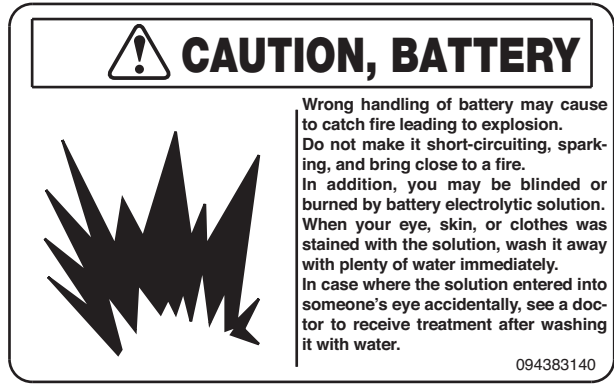 CAUTION, BATTERY
Wrong handling of battery may cause
to catch fire leading to explosion.
Do not make it short-circuiting, spark-
ing, and bring close to a fire.
In addition, you may be blinded or
burned by battery electrolytic solution.
When your eye, skin, or clothes was
stained with the solution, wash it away
with plenty of water immediately.
In case where the solution entered into
someone's eye accidentally, see a doc-
tor to receive treatment after washing
it with water.
094383140